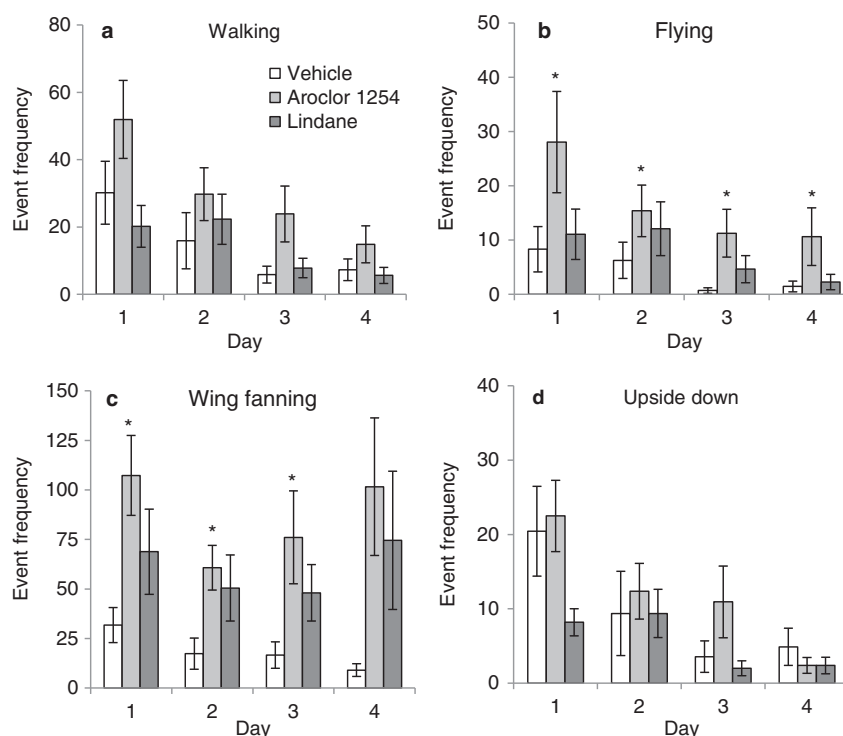 a Walking
80
60
40
20
0
Event frequency
Vehicle
Aroclor 1254
Lindane
1 2 3 4
Day
b Flying
50
40
30
20
10
0
Event frequency
* * * *
1 2 3 4
Day
c Wing fanning
150
125
100
75
50
25
0
Event frequency
* * *
1 2 3 4
Day
d Upside down
40
30
20
10
0
Event frequency
1 2 3 4
Day